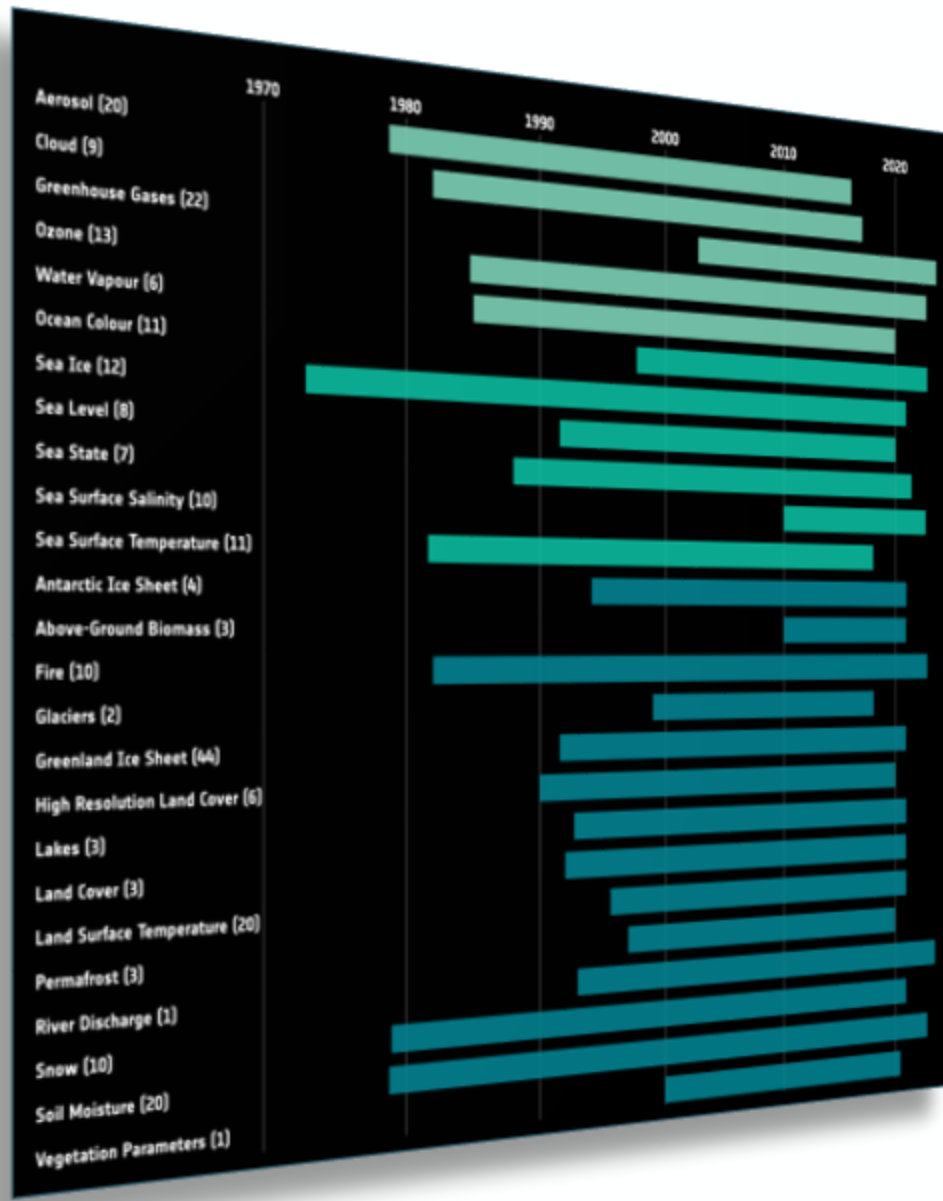 1970
1980
1990
2000
2010
2020
Aerosol (20)
Cloud (9)
Greenhouse Gases (22)
Ozone (13)
Water Vapour (6)
Ocean Colour (11)
Sea Ice (12)
Sea Level (8)
Sea State (7)
Sea Surface Salinity (10)
Sea Surface Temperature (11)
Antarctic Ice Sheet (4)
Above-Ground Biomass (3)
Fire (10)
Glaciers (2)
Greenland Ice Sheet (44)
High Resolution Land Cover (6)
Lakes (3)
Land Cover (3)
Land Surface Temperature (20)
Permafrost (3)
River Discharge (1)
Snow (10)
Soil Moisture (20)
Vegetation Parameters (1)